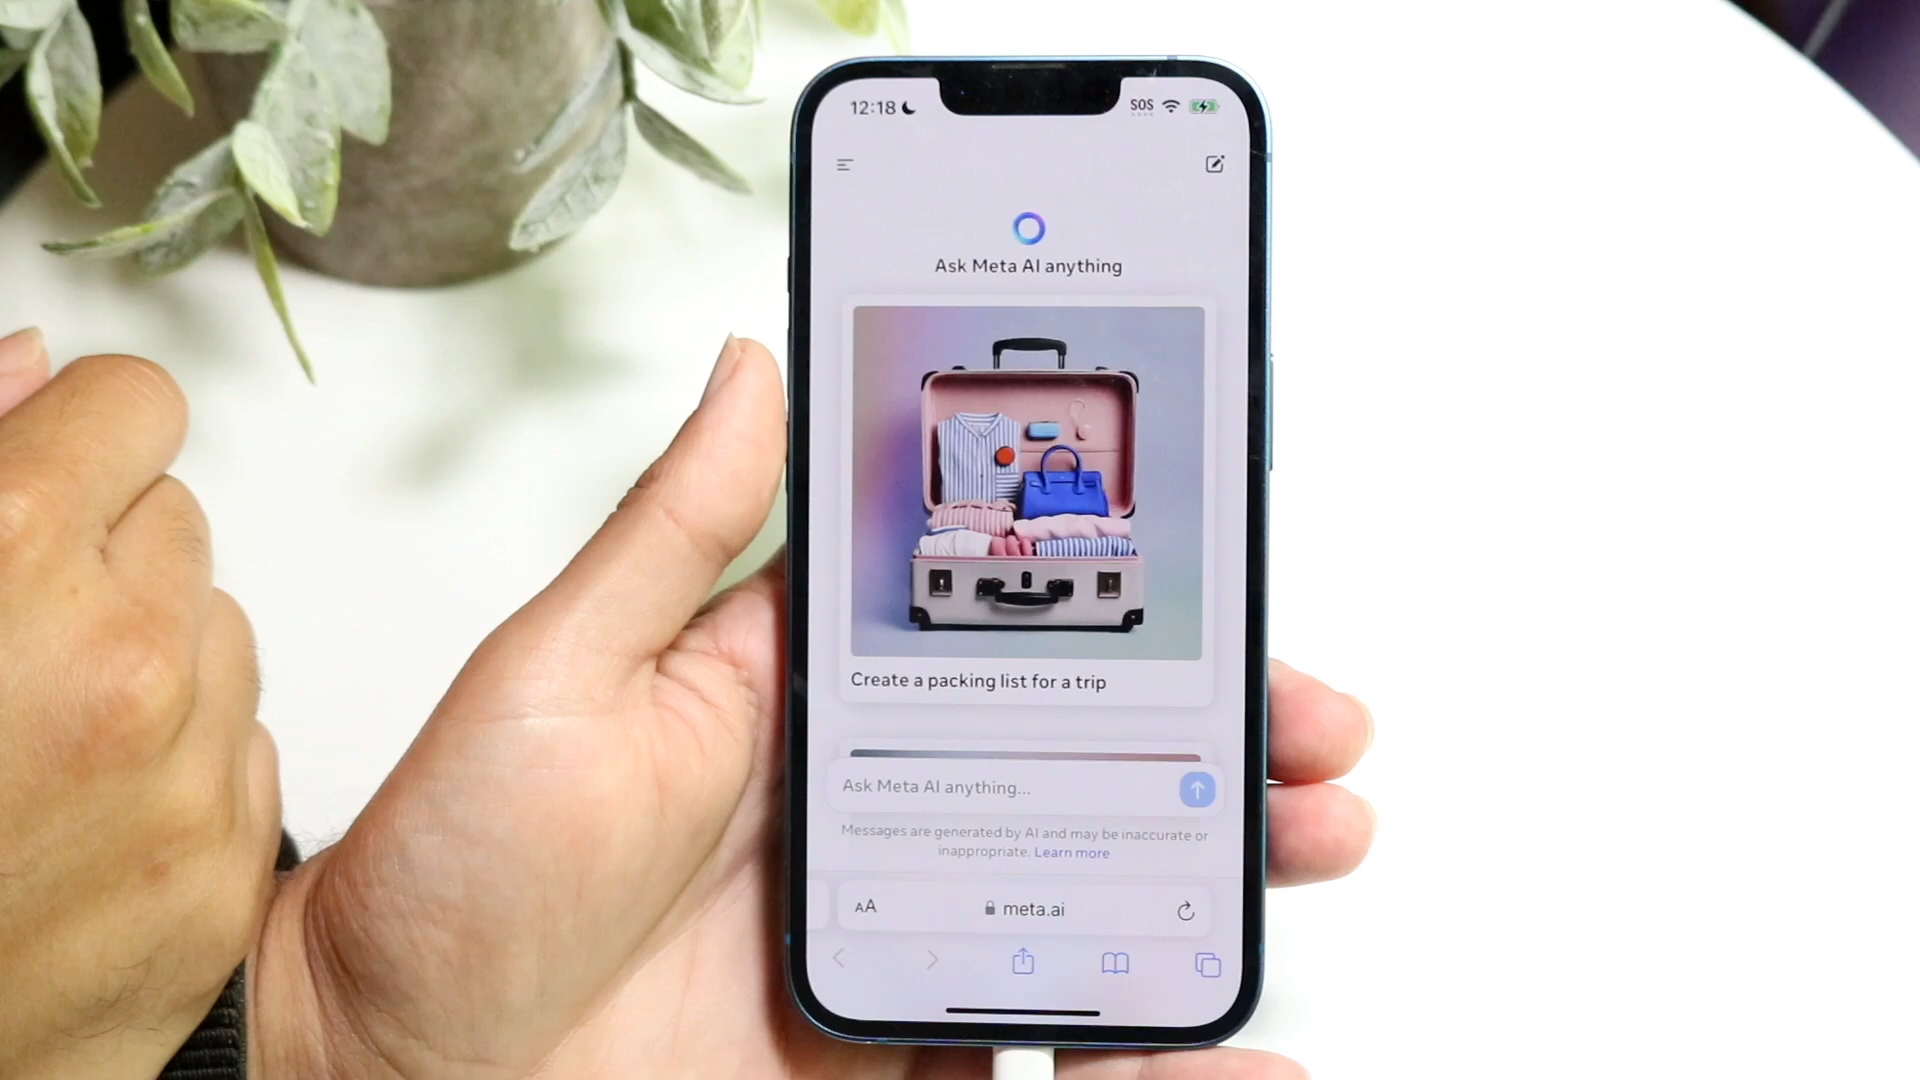 12:18
SOS
Ask Meta AI anything
Create a packing list for a trip
Ask Meta AI anything...
Messages are generated by AI and may be inaccurate or
inappropriate. Learn more
AA
meta.ai